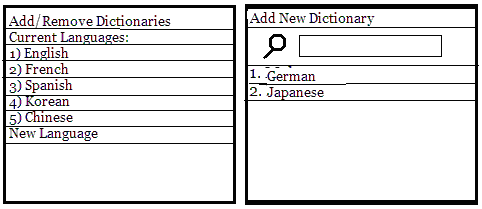 Add/Remove Dictionaries
Current Languages:
1) English
2) French
3) Spanish
4) Korean
5) Chinese
New Language
Add New Dictionary
1. German
2. Japanese